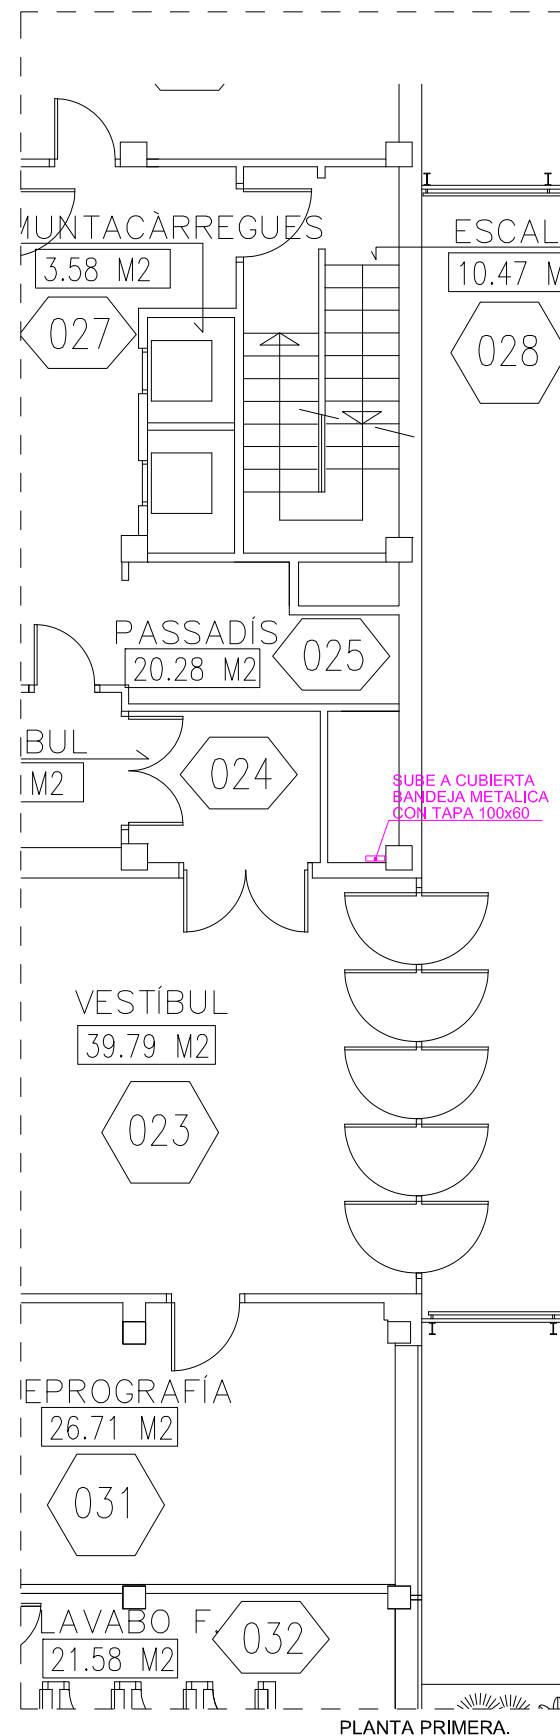 MUNTACÀRREGUES
3.58 M2
027
ESCAL
10.47 M
028
PASSADÍS
20.28 M2
025
BUL
M2
024
SUBE A CUBIERTA
BANDEJA METALICA
CON TAPA 100x60
VESTÍBUL
39.79 M2
023
EPROGRAFÍA
26.71 M2
031
LAVABO F.
21.58 M2
032
PLANTA PRIMERA.